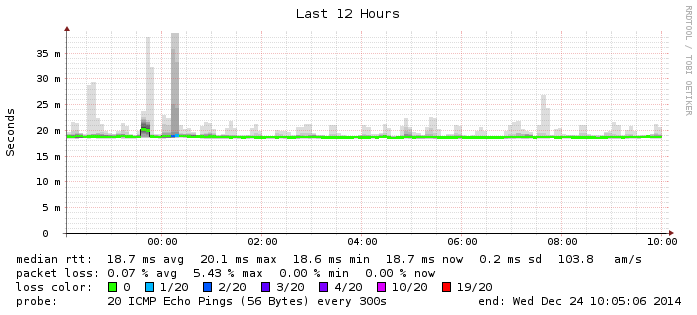 Last 12 Hours
RRDTOOL / TOBI OETIKER
Seconds
35 m
30 m
25 m
20 m
15 m
10 m
5 m
0
00:00 02:00 04:00 06:00 08:00 10:00
median rtt: 18.7 ms avg 20.1 ms max 18.6 ms min 18.7 ms now 0.2 ms sd 103.8 am/s
packet loss: 0.07 % avg 5.43 % max 0.00 % min 0.00 % now
loss color: 0 1/20 2/20 3/20 4/20 10/20 19/20
probe: 20 ICMP Echo Pings (56 Bytes) every 300s end: Wed Dec 24 10:05:06 2014